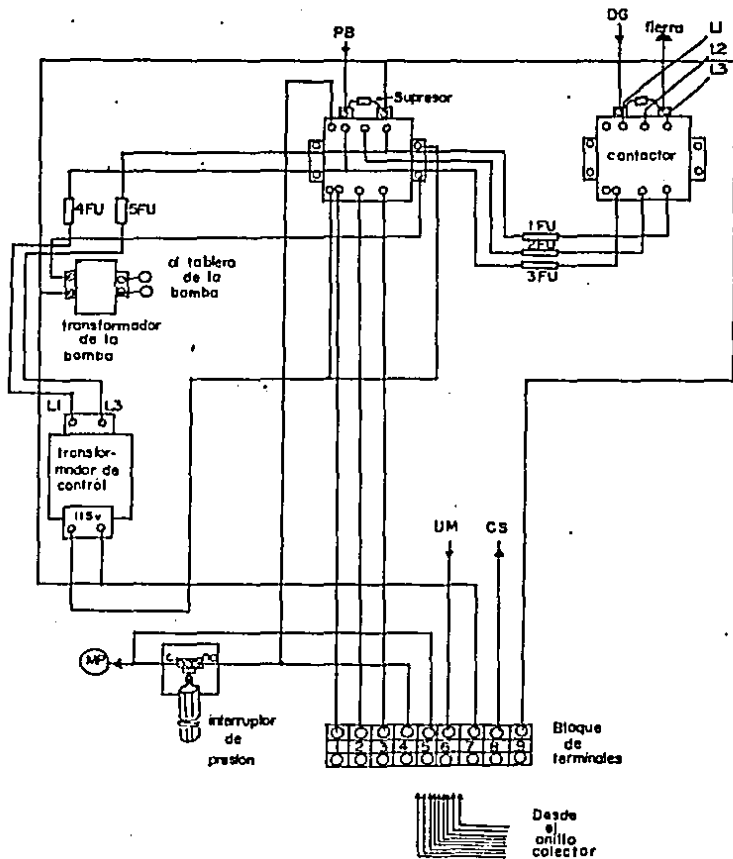 PB
DG
tierra
L1
L2
L3
Supresor
contactor
4FU
5FU
1FU
2FU
3FU
al tablero
de la
bomba
transformador
de la
bomba
L1
L3
transfor-
mador de
control
115v
UM
CS
MP
c
no
interruptor
de
presión
1 2 3 4 5 6 7 8 9
Bloque
de
terminales
Desde
el
anillo
colector